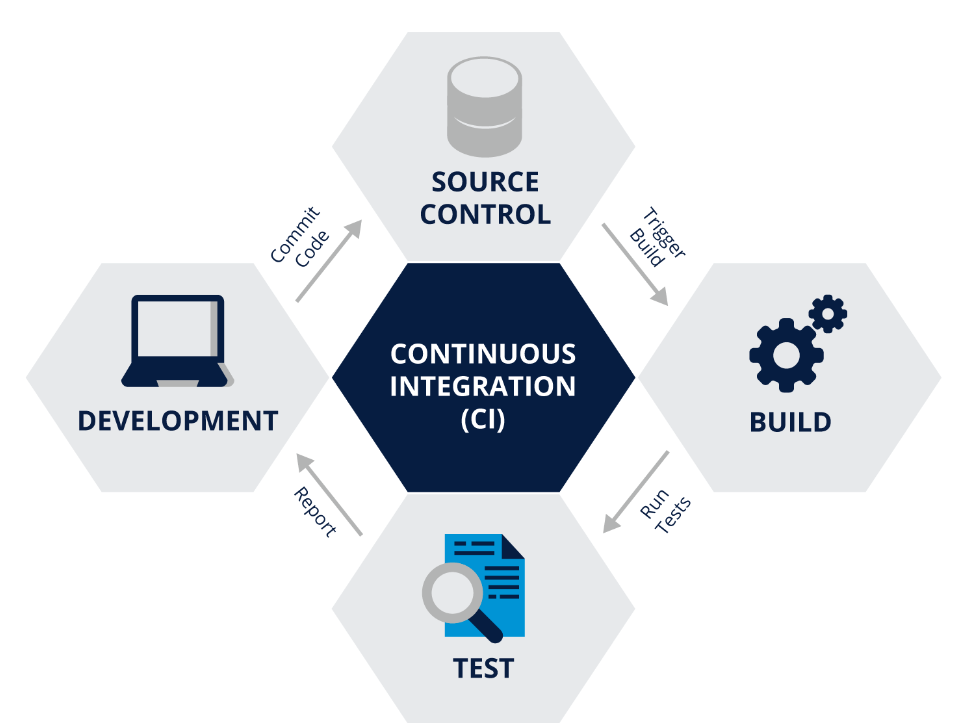 SOURCE
CONTROL
Commit
Code
Trigger
Build
DEVELOPMENT
CONTINUOUS
INTEGRATION
(CI)
BUILD
Report
Run
Tests
TEST